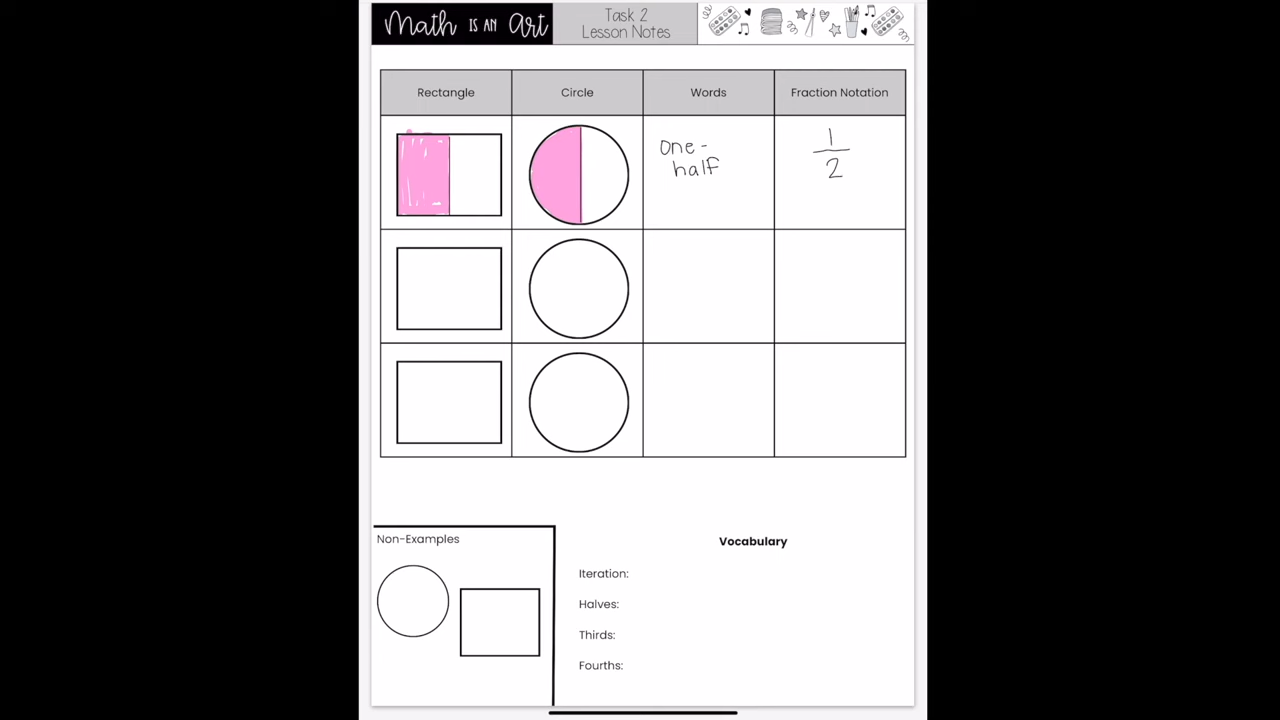 Math IS AN Art
Task 2
Lesson Notes
Rectangle
Circle
Words
Fraction Notation
One-
half
1
2
Non-Examples
Vocabulary
Iteration:
Halves:
Thirds:
Fourths: